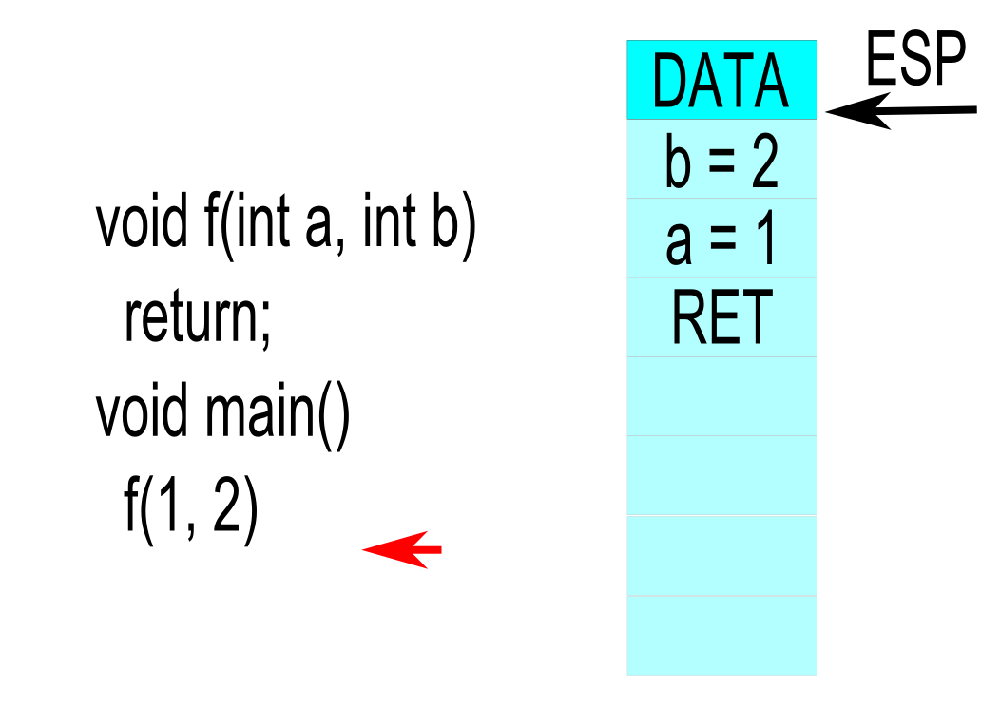 void f(int a, int b)
return;
void main()
f(1, 2)
ESP
DATA
b = 2
a = 1
RET